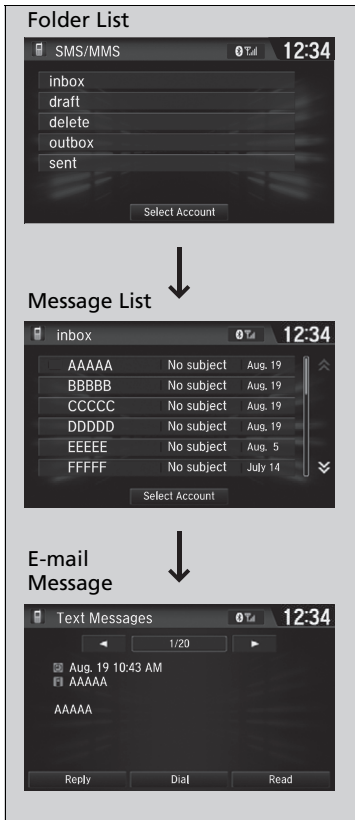 Folder List
SMS/MMS 12:34
inbox
draft
delete
outbox
sent
Select Account
Message List
inbox 12:34
AAAAA No subject Aug. 19
BBBBB No subject Aug. 19
CCCCC No subject Aug. 19
DDDDD No subject Aug. 19
EEEEE No subject Aug. 5
FFFFF No subject July 14
Select Account
E-mail
Message
Text Messages 12:34
1/20
Aug. 19 10:43 AM
AAAAA
AAAAA
Reply Dial Read